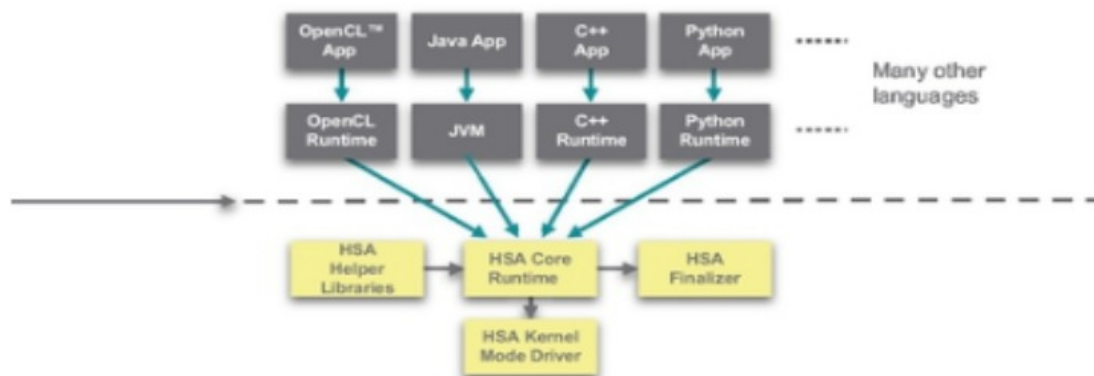 OpenCL™
App
Java App
C++
App
Python
App
Many other
languages
OpenCL
Runtime
JVM
C++
Runtime
Python
Runtime
HSA
Helper
Libraries
HSA Core
Runtime
HSA
Finalizer
HSA Kernel
Mode Driver